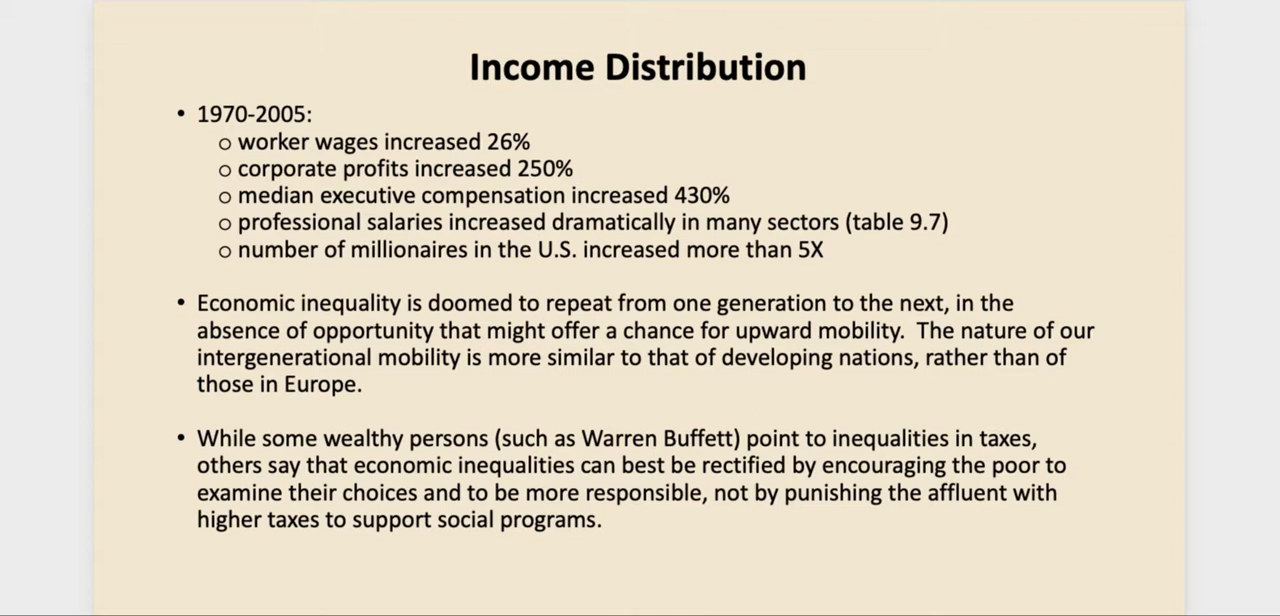 Income Distribution
• 1970-2005:
o worker wages increased 26%
o corporate profits increased 250%
o median executive compensation increased 430%
o professional salaries increased dramatically in many sectors (table 9.7)
o number of millionaires in the U.S. increased more than 5X
• Economic inequality is doomed to repeat from one generation to the next, in the
absence of opportunity that might offer a chance for upward mobility.  The nature of our
intergenerational mobility is more similar to that of developing nations, rather than of
those in Europe.
• While some wealthy persons (such as Warren Buffett) point to inequalities in taxes,
others say that economic inequalities can best be rectified by encouraging the poor to
examine their choices and to be more responsible, not by punishing the affluent with
higher taxes to support social programs.